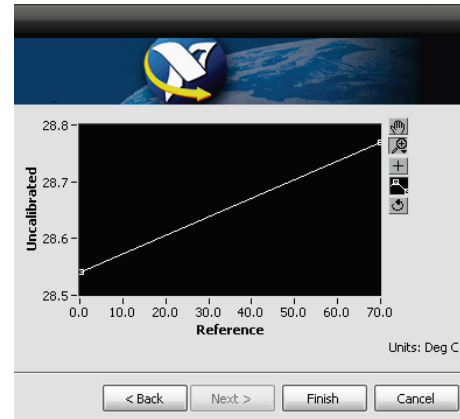 28.8
28.7
28.6
28.5
Uncalibrated
0.0 10.0 20.0 30.0 40.0 50.0 60.0 70.0
Reference
Units: Deg C
< Back Next > Finish Cancel